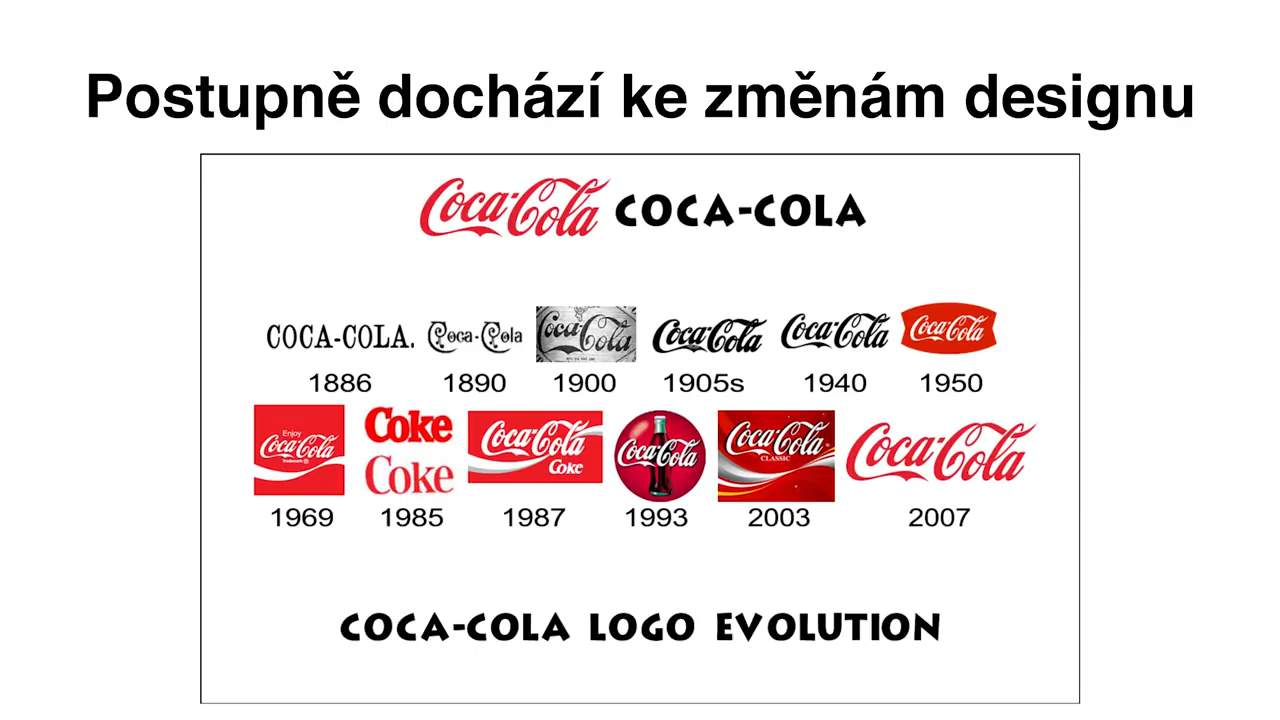 Postupně dochází ke změnám designu
Coca-Cola COCA-COLA
COCA-COLA. Coca-Cola Coca-Cola Coca-Cola Coca-Cola Coca-Cola
1886 1890 1900 1905s 1940 1950
Enjoy
Coca-Cola
Trademark ®
Coke
Coke
Coca-Cola
Coke
Coca-Cola
Coca-Cola
CLASSIC
Coca-Cola
1969 1985 1987 1993 2003 2007
COCA-COLA LOGO EVOLUTION